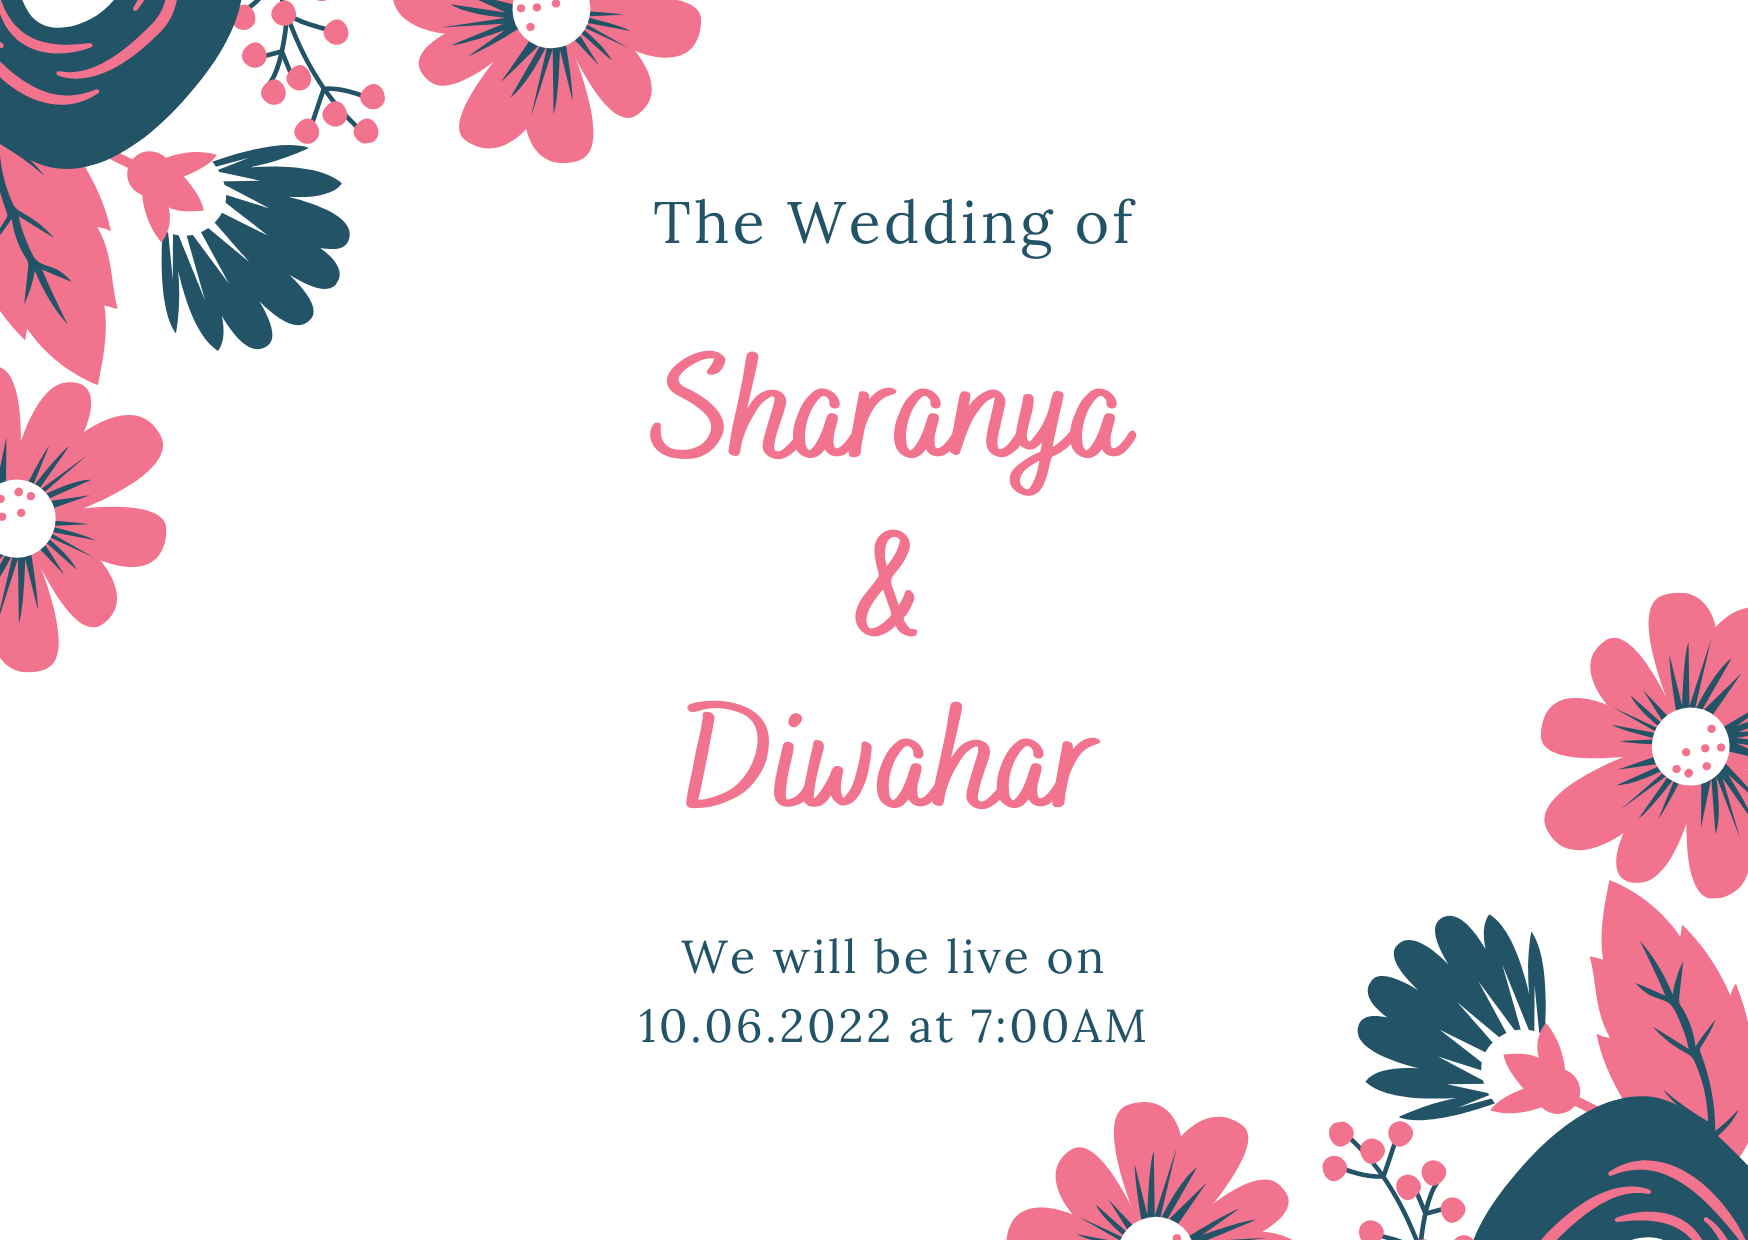 The Wedding of
Sharanya
&
Diwahar
We will be live on
10.06.2022 at 7:00AM